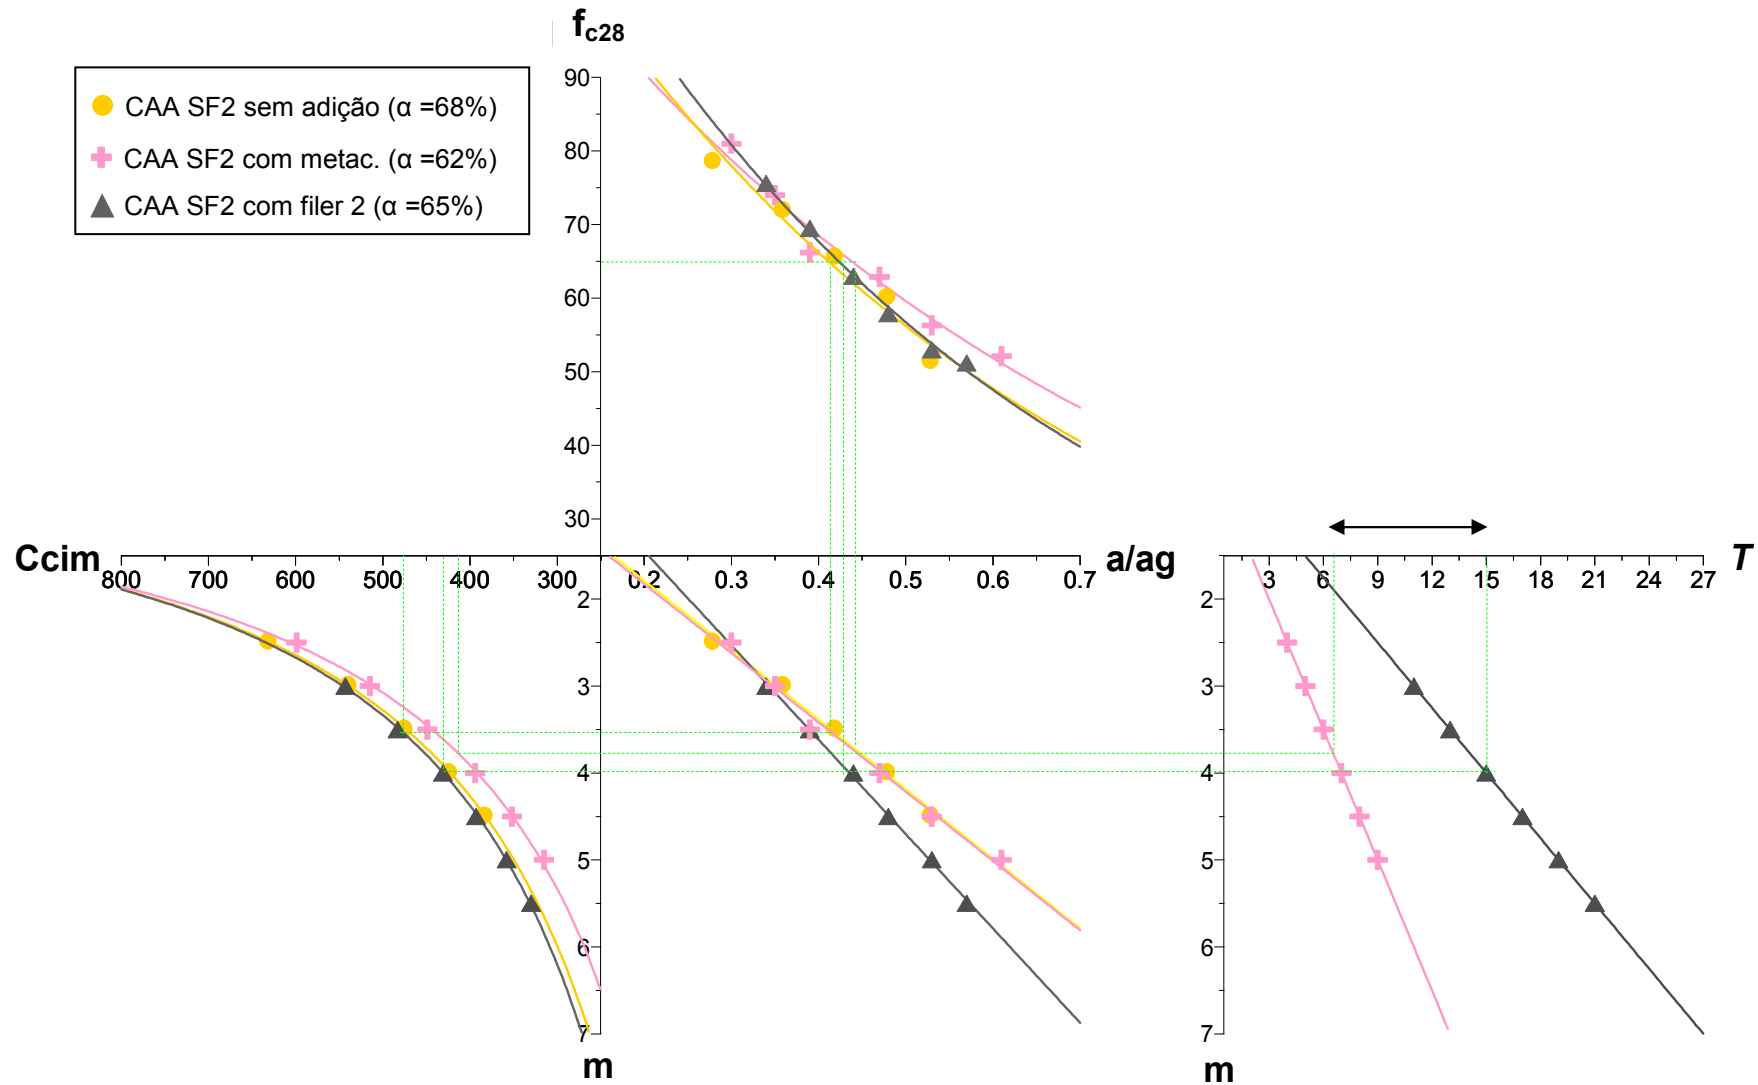 f_c28
CAA SF2 sem adição (α =68%)
CAA SF2 com metac. (α =62%)
CAA SF2 com filer 2 (α =65%)
90
80
70
60
50
40
30
Ccim
800 700 600 500 400 300
0.2 0.3 0.4 0.5 0.6 0.7
a/ag
3 6 9 12 15 18 21 24 27
T
2
3
4
5
6
7
m
2
3
4
5
6
7
m